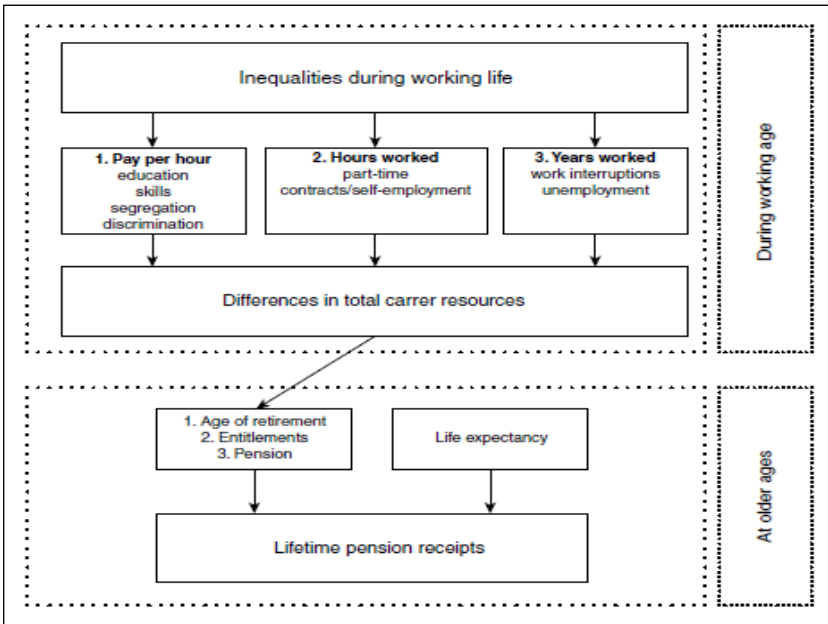 Inequalities during working life
1. Pay per hour
education
skills
segregation
discrimination
2. Hours worked
part-time
contracts/self-employment
3. Years worked
work interruptions
unemployment
Differences in total carrer resources
During working age
1. Age of retirement
2. Entitlements
3. Pension
Life expectancy
Lifetime pension receipts
At older ages